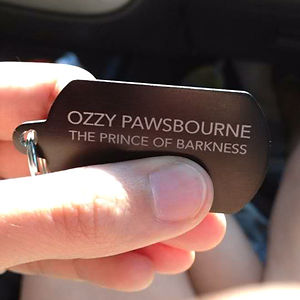 OZZY PAWSBOURNE
THE PRINCE OF BARKNESS